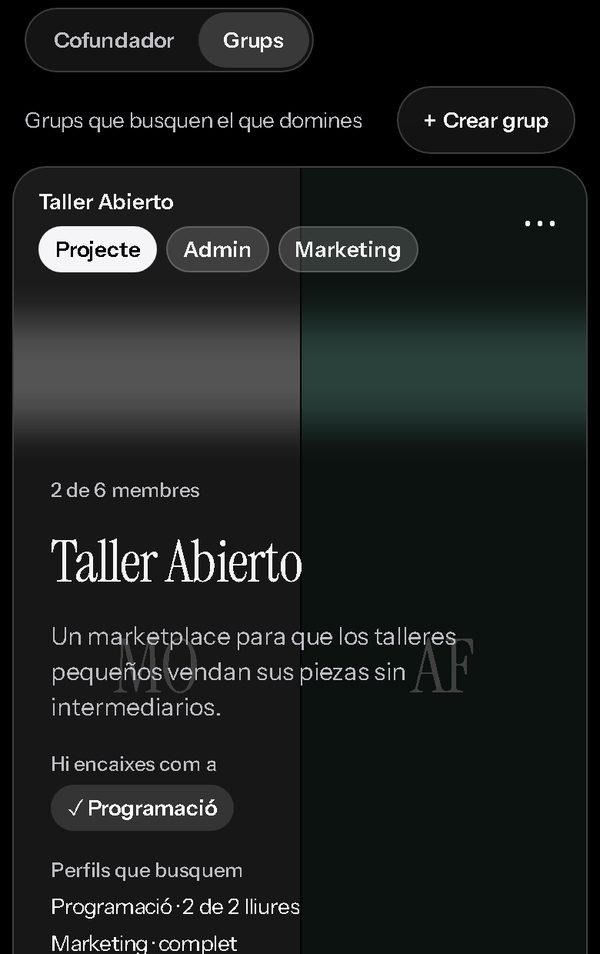 Cofundador Grups
Grups que busquen el que domines + Crear grup
Taller Abierto
...
Projecte Admin Marketing
2 de 6 membres
Taller Abierto
Un marketplace para que los talleres
MO AF
pequeños vendan sus piezas sin
intermediarios.
Hi encaixes com a
✓ Programació
Perfils que busquem
Programació · 2 de 2 lliures
Marketing · complet